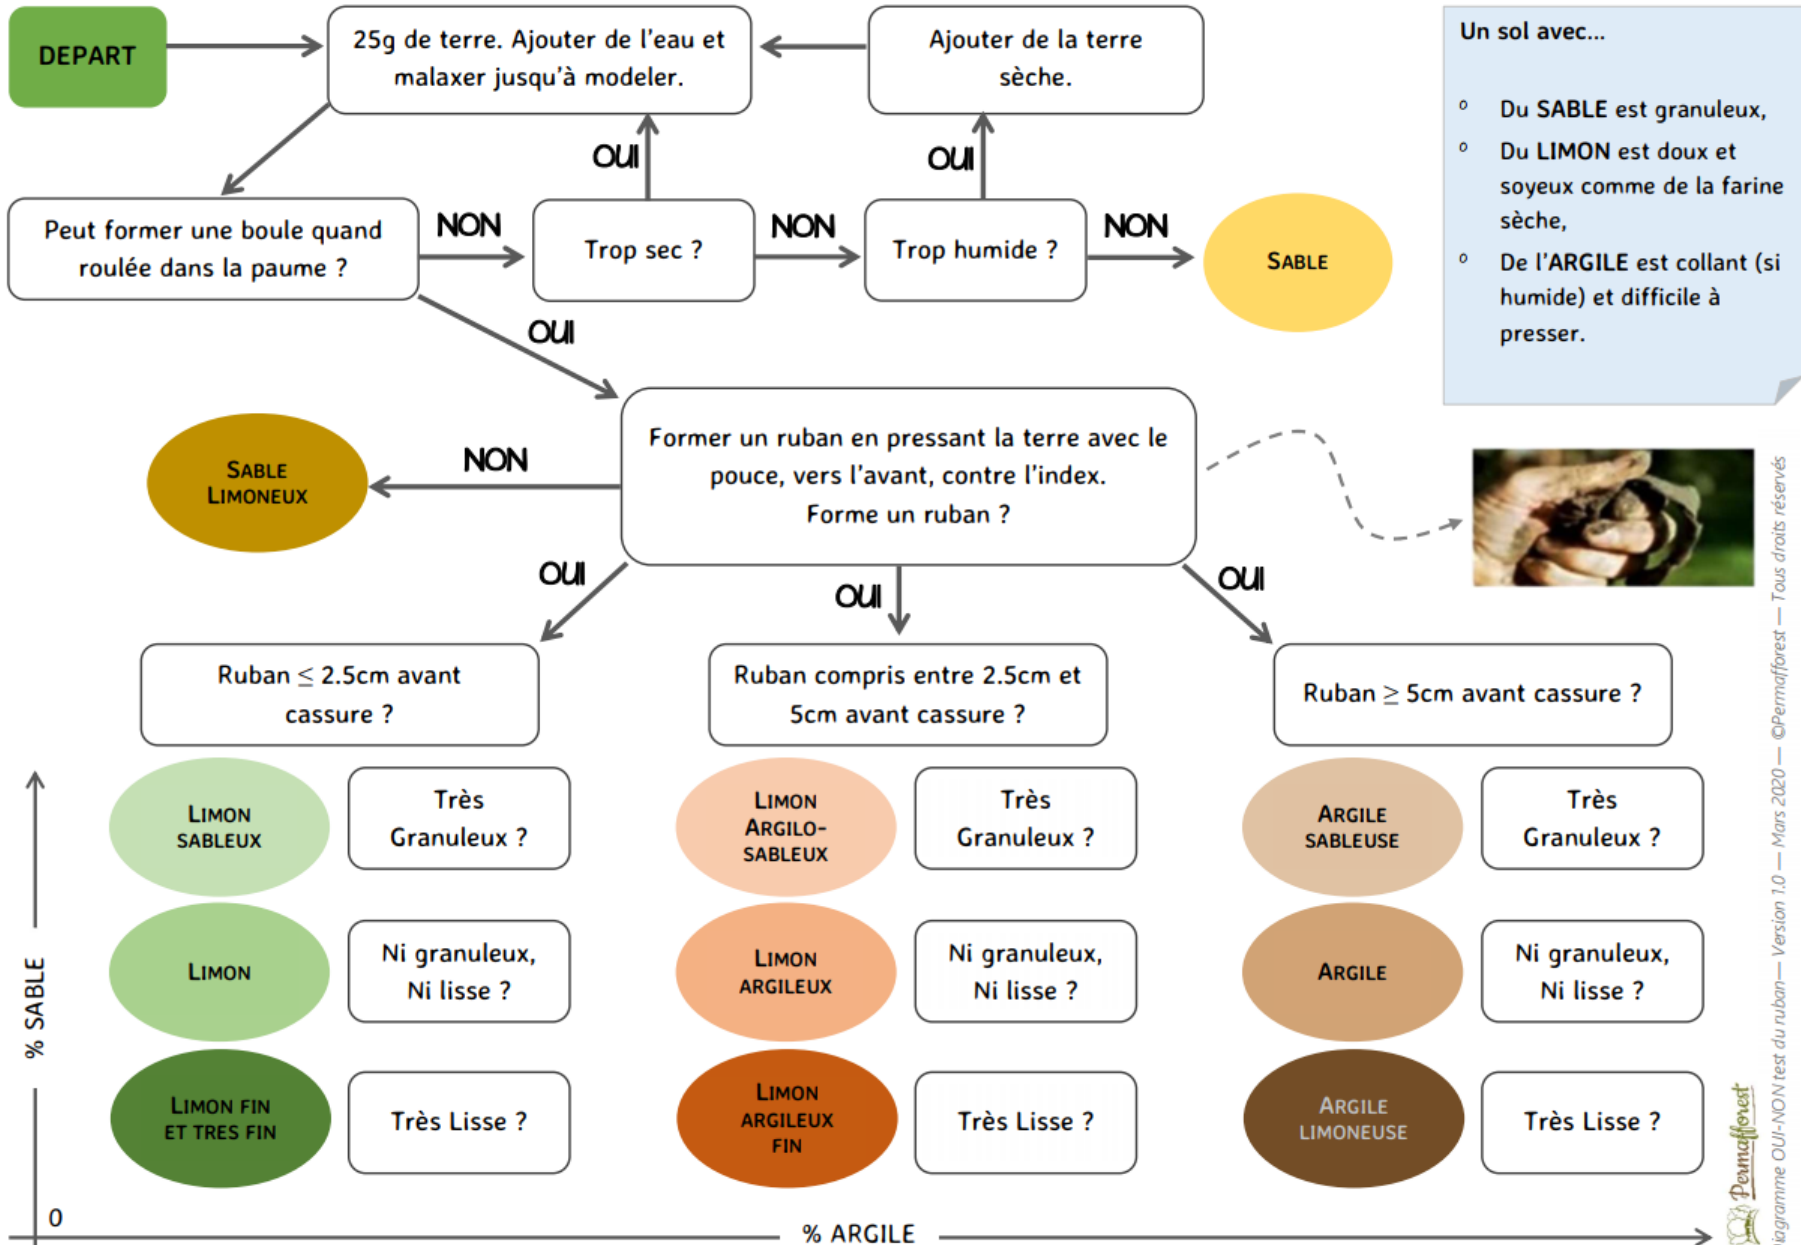 DEPART
25g de terre. Ajouter de l'eau et
malaxer jusqu'à modeler.
Ajouter de la terre
sèche.
Un sol avec...
o Du SABLE est granuleux,
o Du LIMON est doux et
soyeux comme de la farine
sèche,
o De l'ARGILE est collant (si
humide) et difficile à
presser.
OUI
OUI
Peut former une boule quand
roulée dans la paume ?
NON
Trop sec ?
NON
Trop humide ?
NON
SABLE
OUI
SABLE
LIMONEUX
NON
Former un ruban en pressant la terre avec le
pouce, vers l'avant, contre l'index.
Forme un ruban ?
OUI
OUI
OUI
Ruban ≤ 2.5cm avant
cassure ?
Ruban compris entre 2.5cm et
5cm avant cassure ?
Ruban ≥ 5cm avant cassure ?
LIMON
SABLEUX
Très
Granuleux ?
LIMON
ARGILO-
SABLEUX
Très
Granuleux ?
ARGILE
SABLEUSE
Très
Granuleux ?
LIMON
Ni granuleux,
Ni lisse ?
LIMON
ARGILEUX
Ni granuleux,
Ni lisse ?
ARGILE
Ni granuleux,
Ni lisse ?
LIMON FIN
ET TRES FIN
Très Lisse ?
LIMON
ARGILEUX
FIN
Très Lisse ?
ARGILE
LIMONEUSE
Très Lisse ?
% SABLE
0
% ARGILE
Permafforest
Diagramme OUI-NON test du ruban— Version 1.0 — Mars 2020 — ©Permafforest — Tous droits réservés